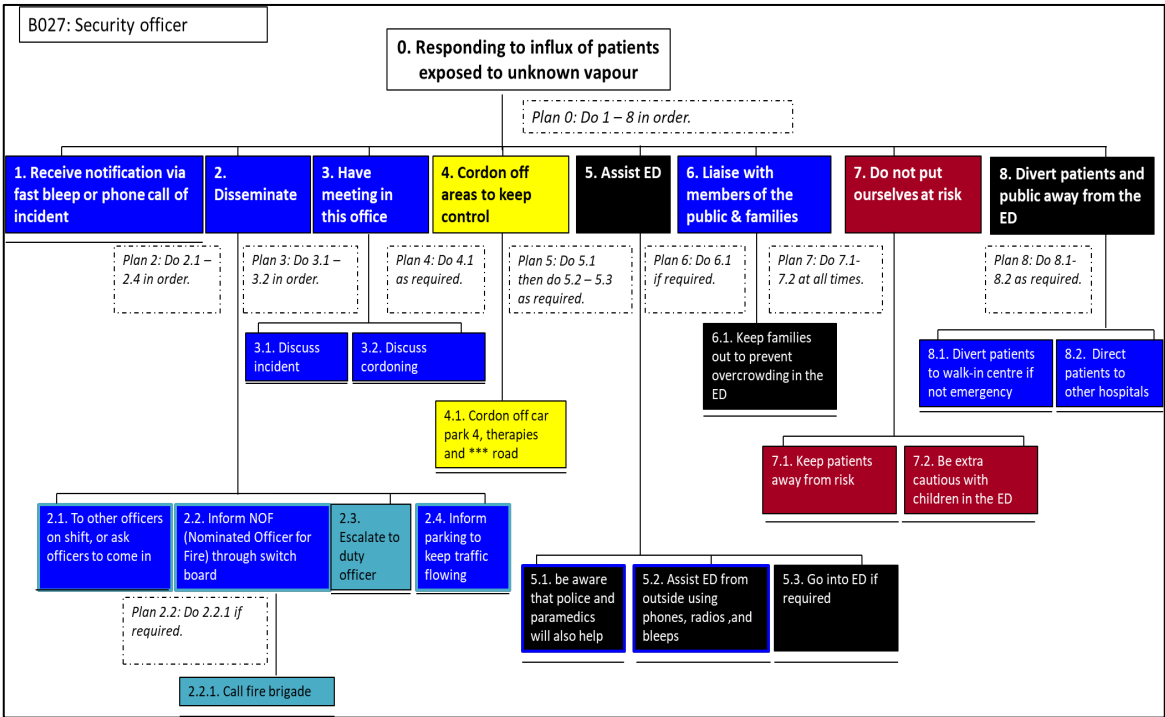 B027: Security officer
0. Responding to influx of patients
exposed to unknown vapour
Plan 0: Do 1 – 8 in order.
1. Receive notification via
fast bleep or phone call of
incident
2.
Disseminate
3. Have
meeting in
this office
4. Cordon off
areas to keep
control
5. Assist ED
6. Liaise with
members of the
public & families
7. Do not put
ourselves at risk
8. Divert patients and
public away from the
ED
Plan 2: Do 2.1 –
2.4 in order.
Plan 3: Do 3.1 –
3.2 in order.
Plan 4: Do 4.1
as required.
Plan 5: Do 5.1
then do 5.2 – 5.3
as required.
Plan 6: Do 6.1
if required.
Plan 7: Do 7.1-
7.2 at all times.
Plan 8: Do 8.1-
8.2 as required.
3.1. Discuss
incident
3.2. Discuss
cordoning
6.1. Keep families
out to prevent
overcrowding in the
ED
8.1. Divert patients
to walk-in centre if
not emergency
8.2. Direct
patients to
other hospitals
4.1. Cordon off car
park 4, therapies
and *** road
7.1. Keep patients
away from risk
7.2. Be extra
cautious with
children in the ED
2.1. To other officers
on shift, or ask
officers to come in
2.2. Inform NOF
(Nominated Officer for
Fire) through switch
board
2.3.
Escalate to
duty
officer
2.4. Inform
parking to
keep traffic
flowing
5.1. be aware
that police and
paramedics
will also help
5.2. Assist ED from
outside using
phones, radios ,and
bleeps
5.3. Go into ED if
required
Plan 2.2: Do 2.2.1 if
required.
2.2.1. Call fire brigade